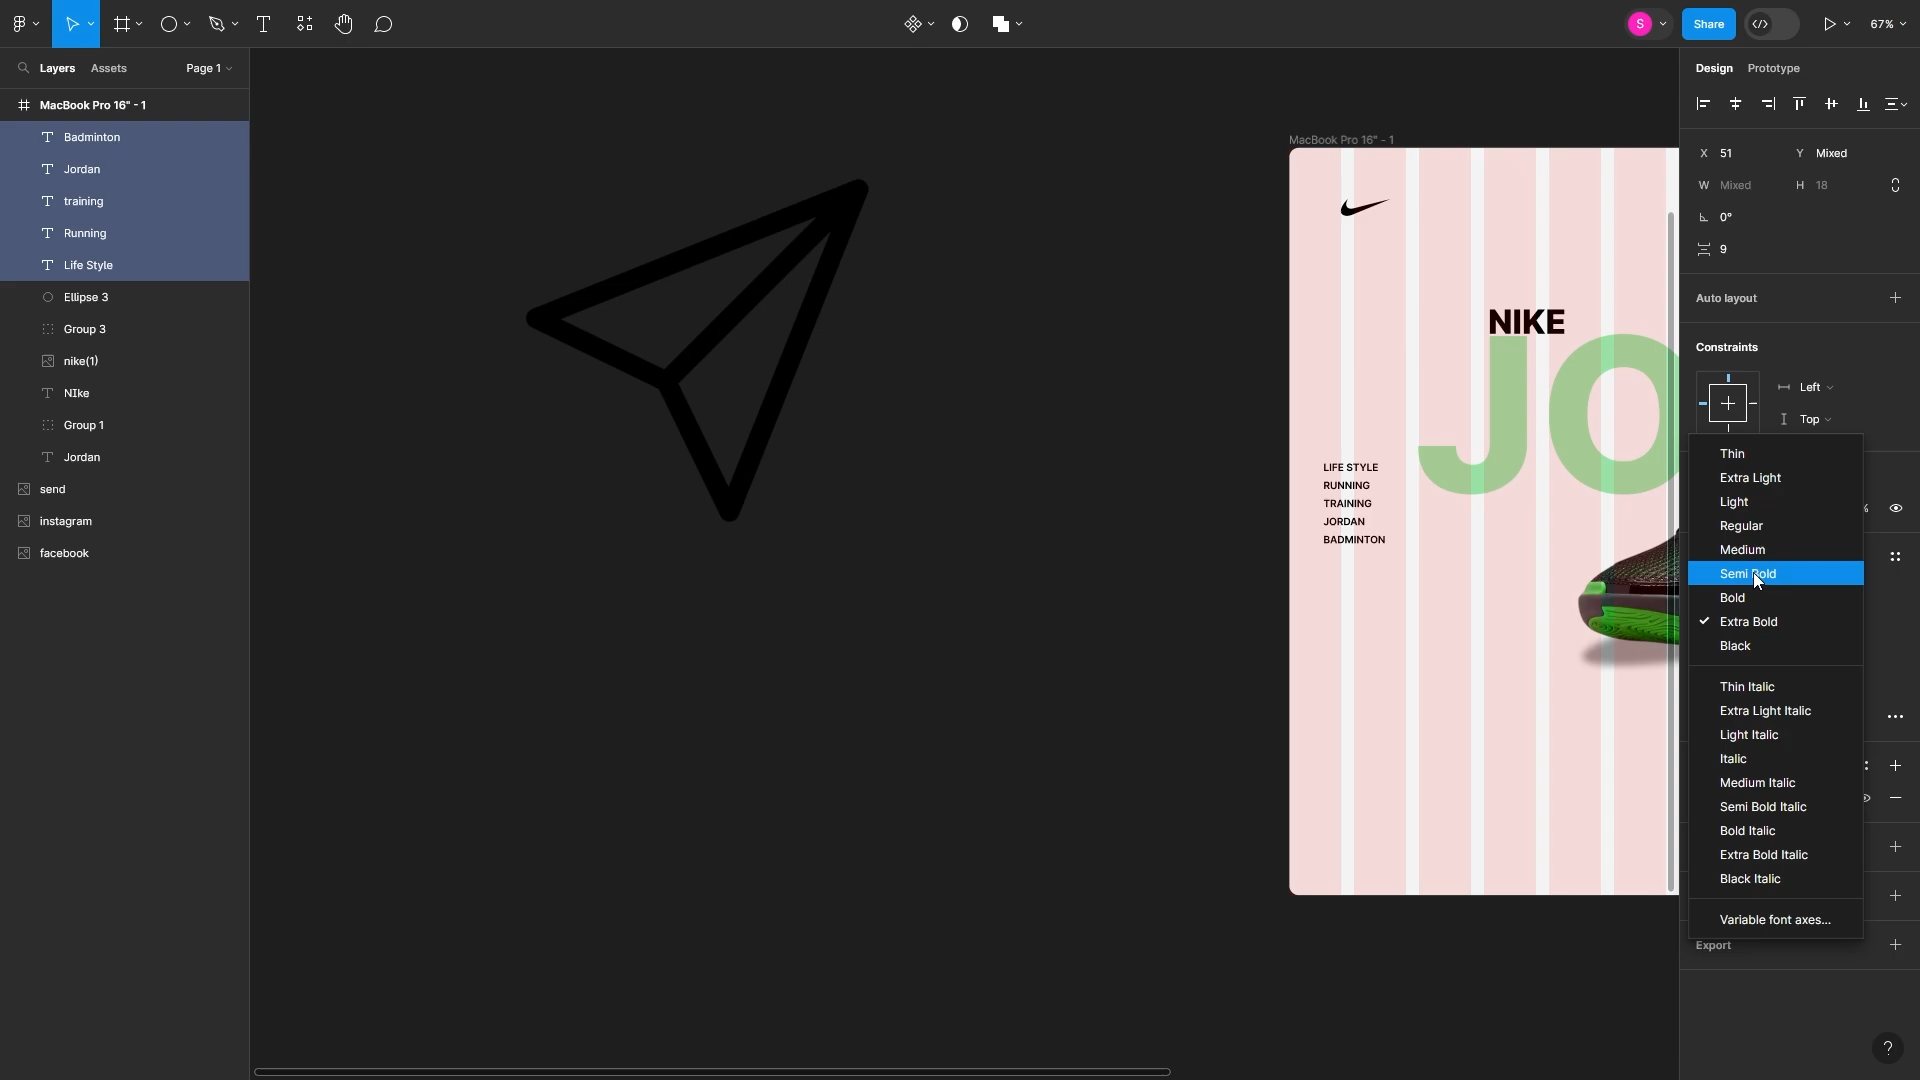 Share
67%
Layers
Assets
Page 1
Design
Prototype
MacBook Pro 16" - 1
Badminton
Jordan
training
Running
Life Style
Ellipse 3
Group 3
nike(1)
NIke
Group 1
Jordan
send
instagram
facebook
MacBook Pro 16" - 1
NIKE
JO
LIFE STYLE
RUNNING
TRAINING
JORDAN
BADMINTON
X 51
Y Mixed
W Mixed
H 18
0°
9
Auto layout
Constraints
Left
Top
Thin
Extra Light
Light
Regular
Medium
Semi Bold
Bold
Extra Bold
Black
Thin Italic
Extra Light Italic
Light Italic
Italic
Medium Italic
Semi Bold Italic
Bold Italic
Extra Bold Italic
Black Italic
Variable font axes...
%
Export
S
?